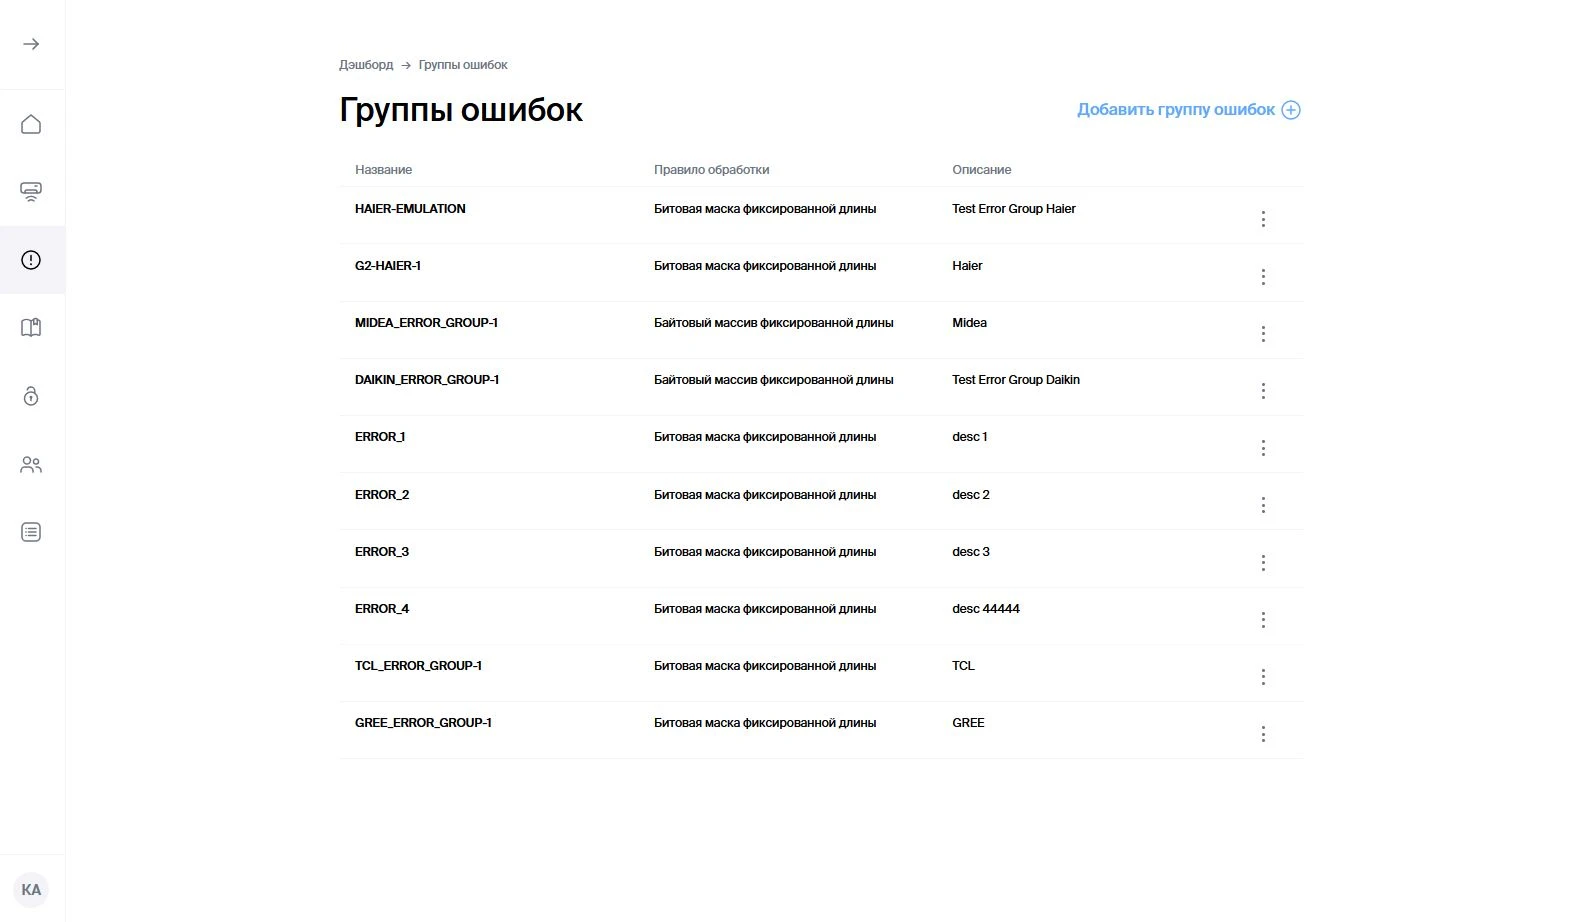 Дэшборд → Группы ошибок
Группы ошибок
Добавить группу ошибок
Название Правило обработки Описание
HAIER-EMULATION Битовая маска фиксированной длины Test Error Group Haier
G2-HAIER-1 Битовая маска фиксированной длины Haier
MIDEA_ERROR_GROUP-1 Байтовый массив фиксированной длины Midea
DAIKIN_ERROR_GROUP-1 Байтовый массив фиксированной длины Test Error Group Daikin
ERROR_1 Битовая маска фиксированной длины desc 1
ERROR_2 Битовая маска фиксированной длины desc 2
ERROR_3 Битовая маска фиксированной длины desc 3
ERROR_4 Битовая маска фиксированной длины desc 44444
TCL_ERROR_GROUP-1 Битовая маска фиксированной длины TCL
GREE_ERROR_GROUP-1 Битовая маска фиксированной длины GREE
КА